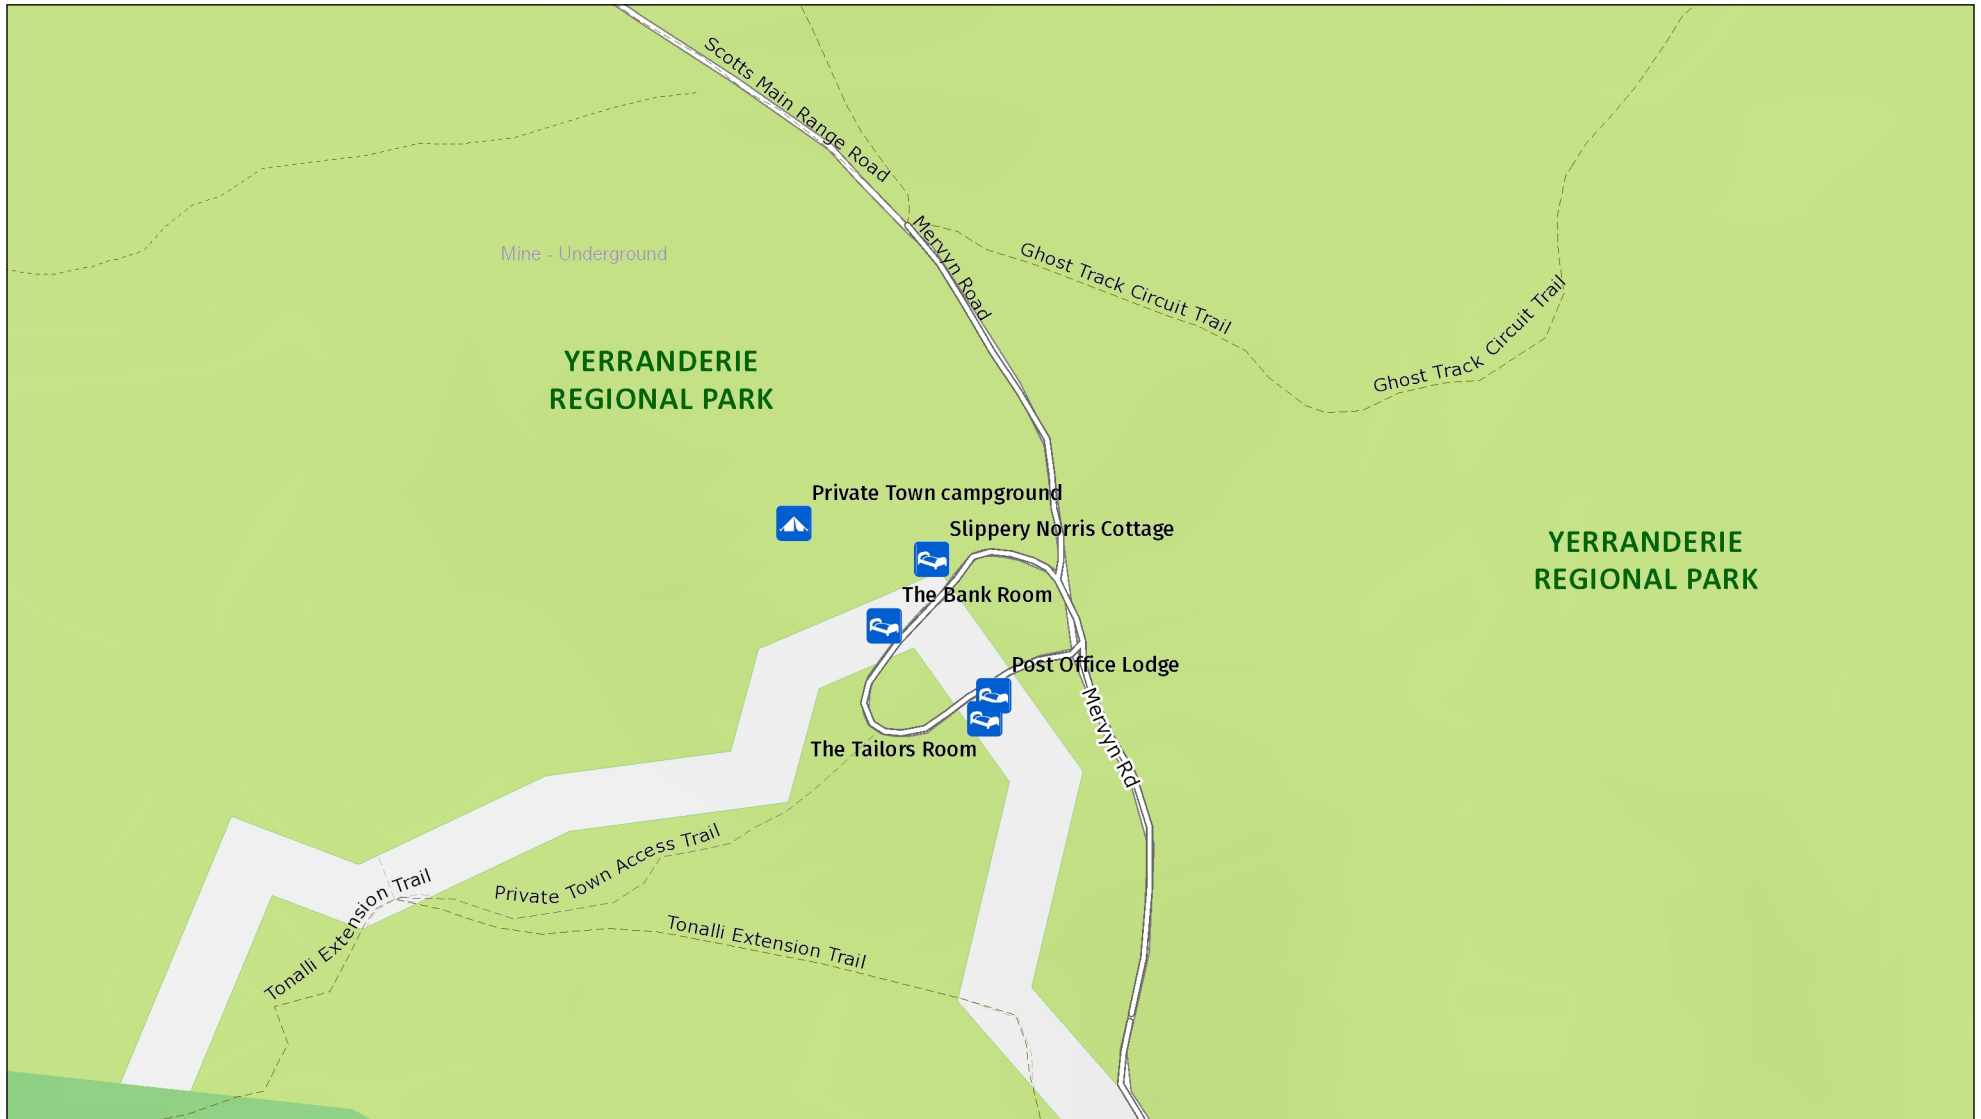 Scotts Main Range Road
Mervyn Road
Ghost Track Circuit Trail
Mine - Underground
Ghost Track Circuit Trail
YERRANDERIE
REGIONAL PARK
Private Town campground
Slippery Norris Cottage
YERRANDERIE
REGIONAL PARK
The Bank Room
Post Office Lodge
Mervyn Rd
The Tailors Room
Private Town Access Trail
Tonalli Extension Trail
Tonalli Extension Trail